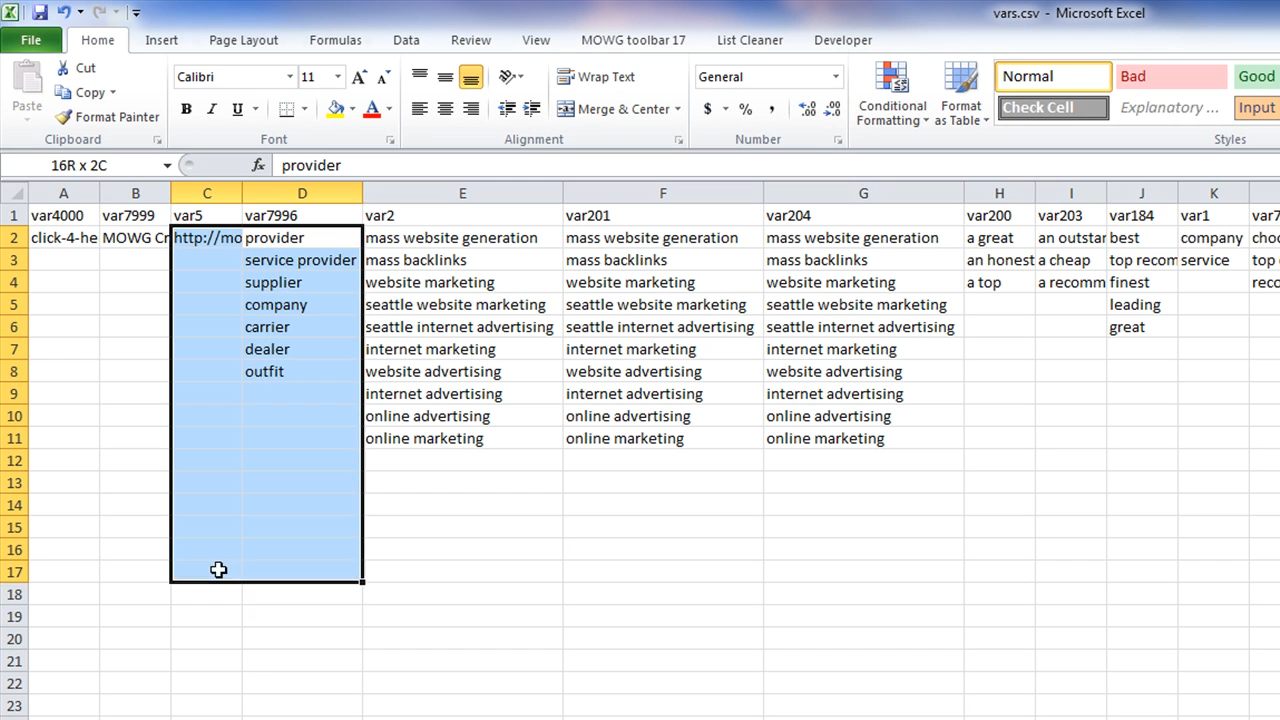 vars.csv - Microsoft Excel
File Home Insert Page Layout Formulas Data Review View MOWG toolbar 17 List Cleaner Developer
Paste Cut Copy Format Painter
Calibri 11 A A
B I U A
Wrap Text
Merge & Center
General
$ % ,
Conditional Formatting
Format as Table
Normal Bad Good
Check Cell Explanatory ... Input
Clipboard Font Alignment Number Styles
16R x 2C fx provider
A B C D E F G H I J K
1 var4000 var7999 var5 var7996 var2 var201 var204 var200 var203 var184 var1 var7
2 click-4-he MOWG Cr http://mo provider mass website generation mass website generation mass website generation a great an outstar best company choc
3 service provider mass backlinks mass backlinks mass backlinks an honest a cheap top recom service top
4 supplier website marketing website marketing website marketing a top a recomm finest reco
5 company seattle website marketing seattle website marketing seattle website marketing leading
6 carrier seattle internet advertising seattle internet advertising seattle internet advertising great
7 dealer internet marketing internet marketing internet marketing
8 outfit website advertising website advertising website advertising
9 internet advertising internet advertising internet advertising
10 online advertising online advertising online advertising
11 online marketing online marketing online marketing
12
13
14
15
16
17
18
19
20
21
22
23